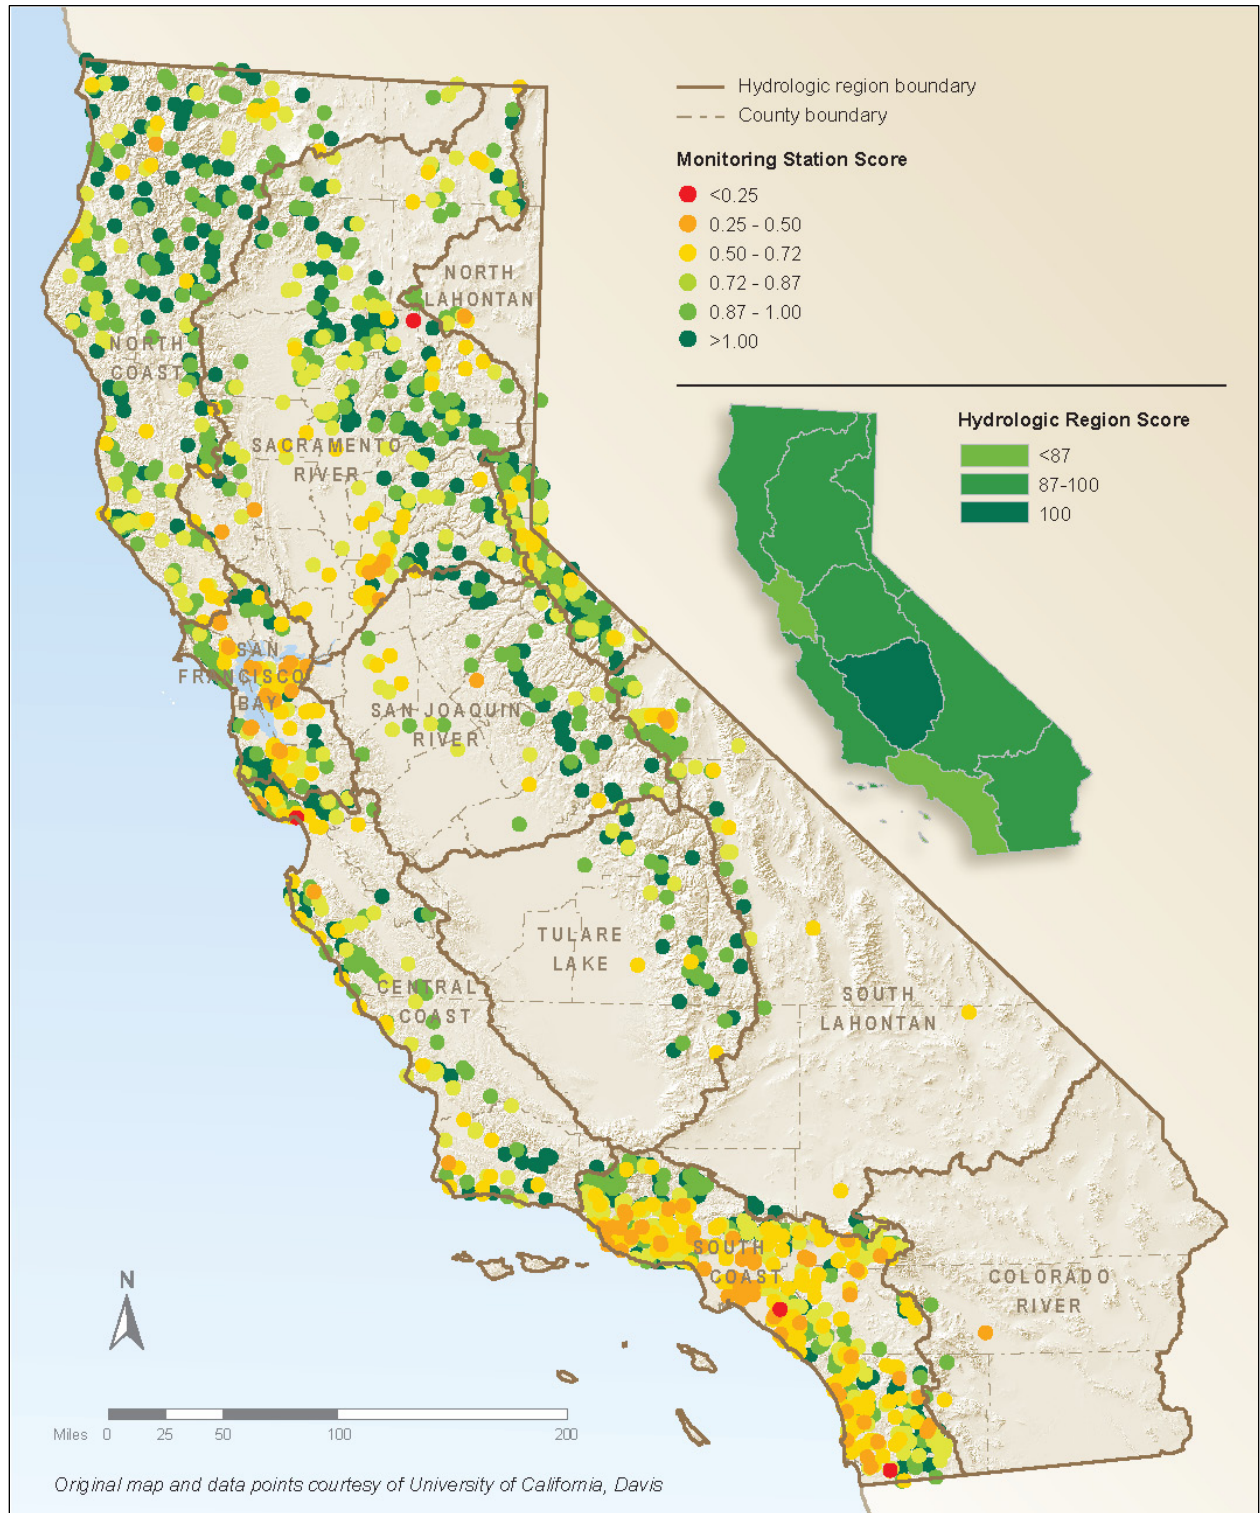 Hydrologic region boundary
County boundary
Monitoring Station Score
<0.25
0.25 - 0.50
0.50 - 0.72
0.72 - 0.87
0.87 - 1.00
>1.00
Hydrologic Region Score
<87
87-100
100
NORTH
LAHONTAN
NORTH
COAST
SACRAMENTO
RIVER
SAN
FRANCISCO
BAY
SAN JOAQUIN
RIVER
TULARE
LAKE
CENTRAL
COAST
SOUTH
LAHONTAN
SOUTH
COAST
COLORADO
RIVER
N
Miles 0 25 50 100 200
Original map and data points courtesy of University of California, Davis